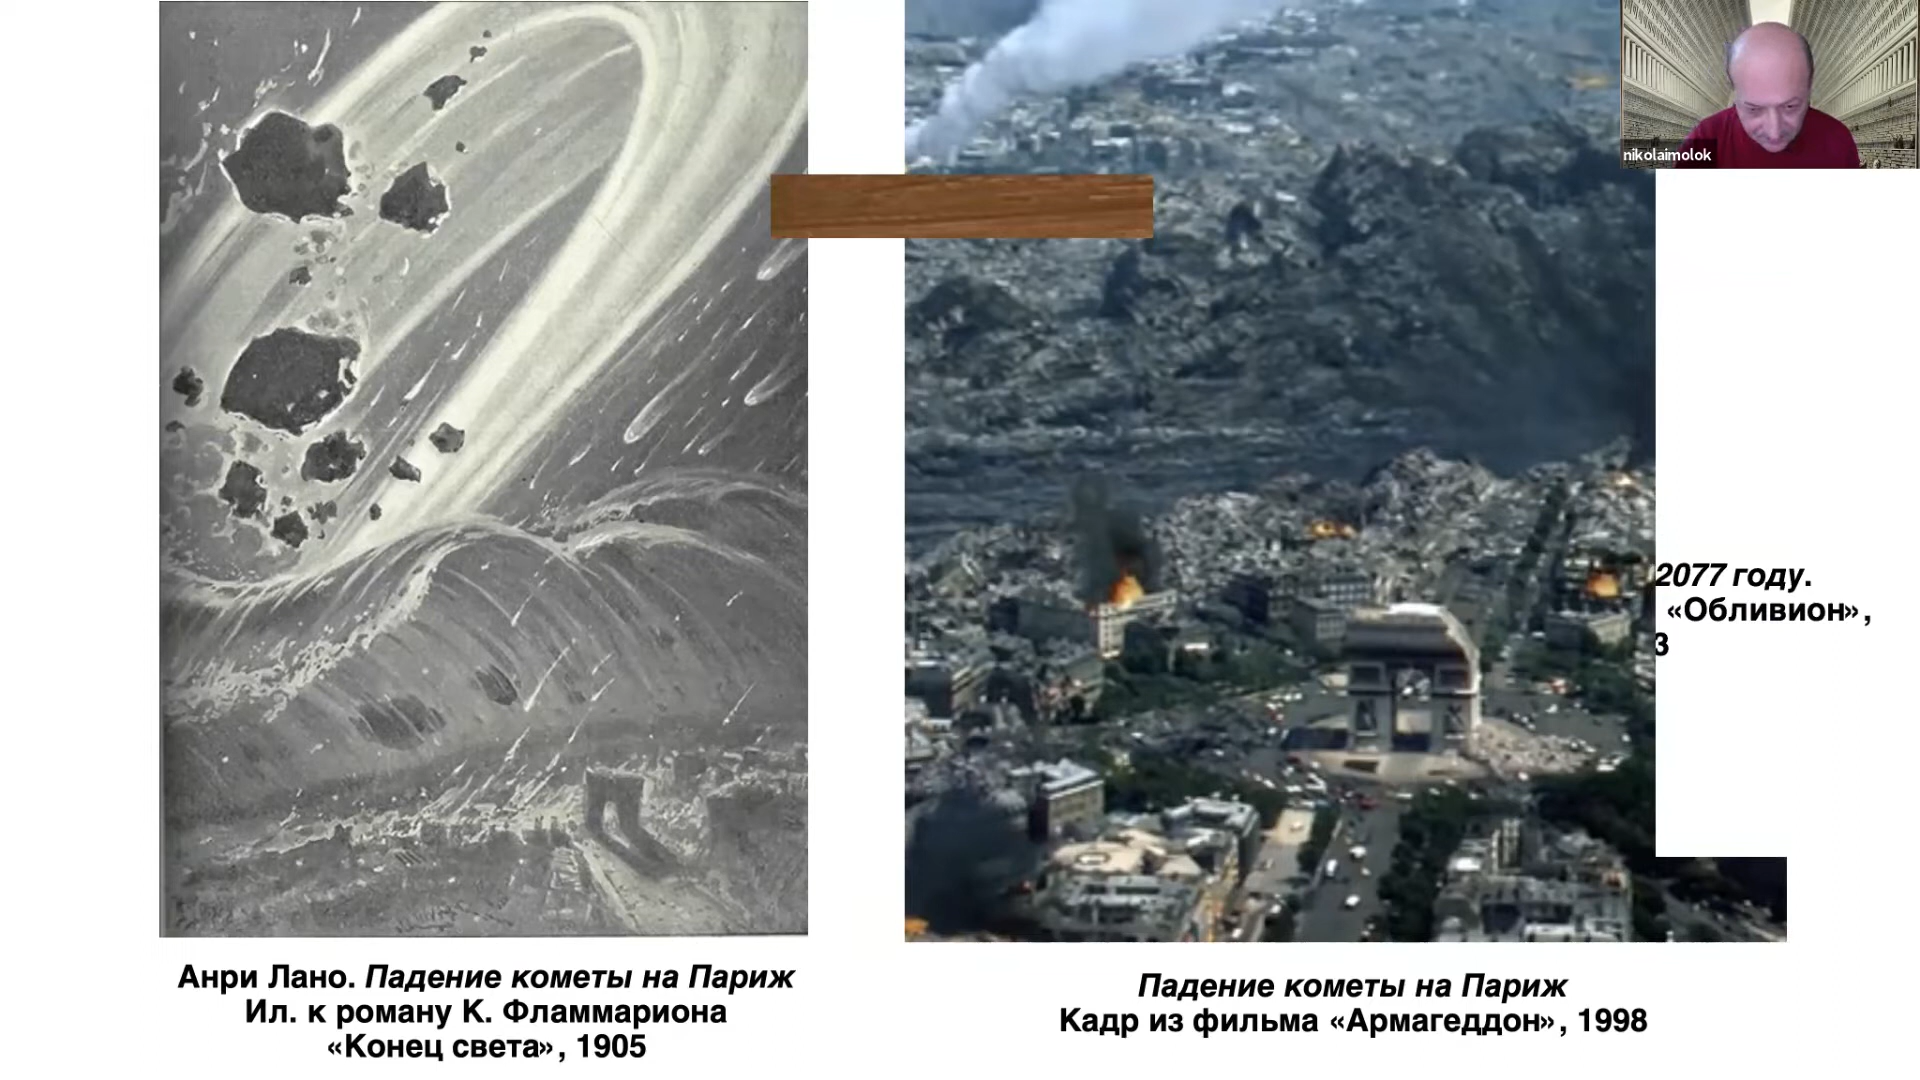 nikolaimolok
2077 году.
«Обливион»,
3
Анри Лано. Падение кометы на Париж
Ил. к роману К. Фламмариона
«Конец света», 1905
Падение кометы на Париж
Кадр из фильма «Армагеддон», 1998